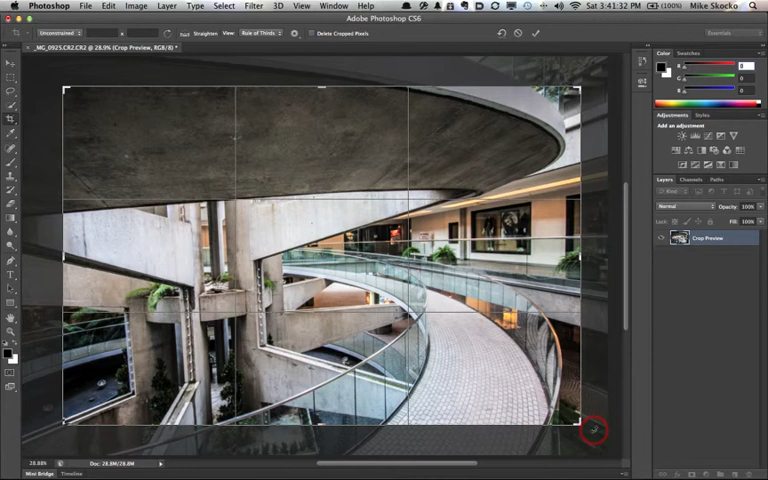 Photoshop File Edit Image Layer Type Select Filter 3D View Window Help Sat 3:41:32 PM (100%) Mike Skocko
Adobe Photoshop CS6
Unconstrained Straighten View: Rule of Thirds Delete Cropped Pixels Essentials
× _MG_0925.CR2.CR2 @ 28.9% (Crop Preview, RGB/8) *
Color Swatches
R 0
G
B
Adjustments Styles
Add an adjustment
Layers Channels Paths
Kind
Normal Opacity: 100%
Lock: Fill: 100%
Crop Preview
28.88% Doc: 28.8M/28.8M
Mini Bridge Timeline